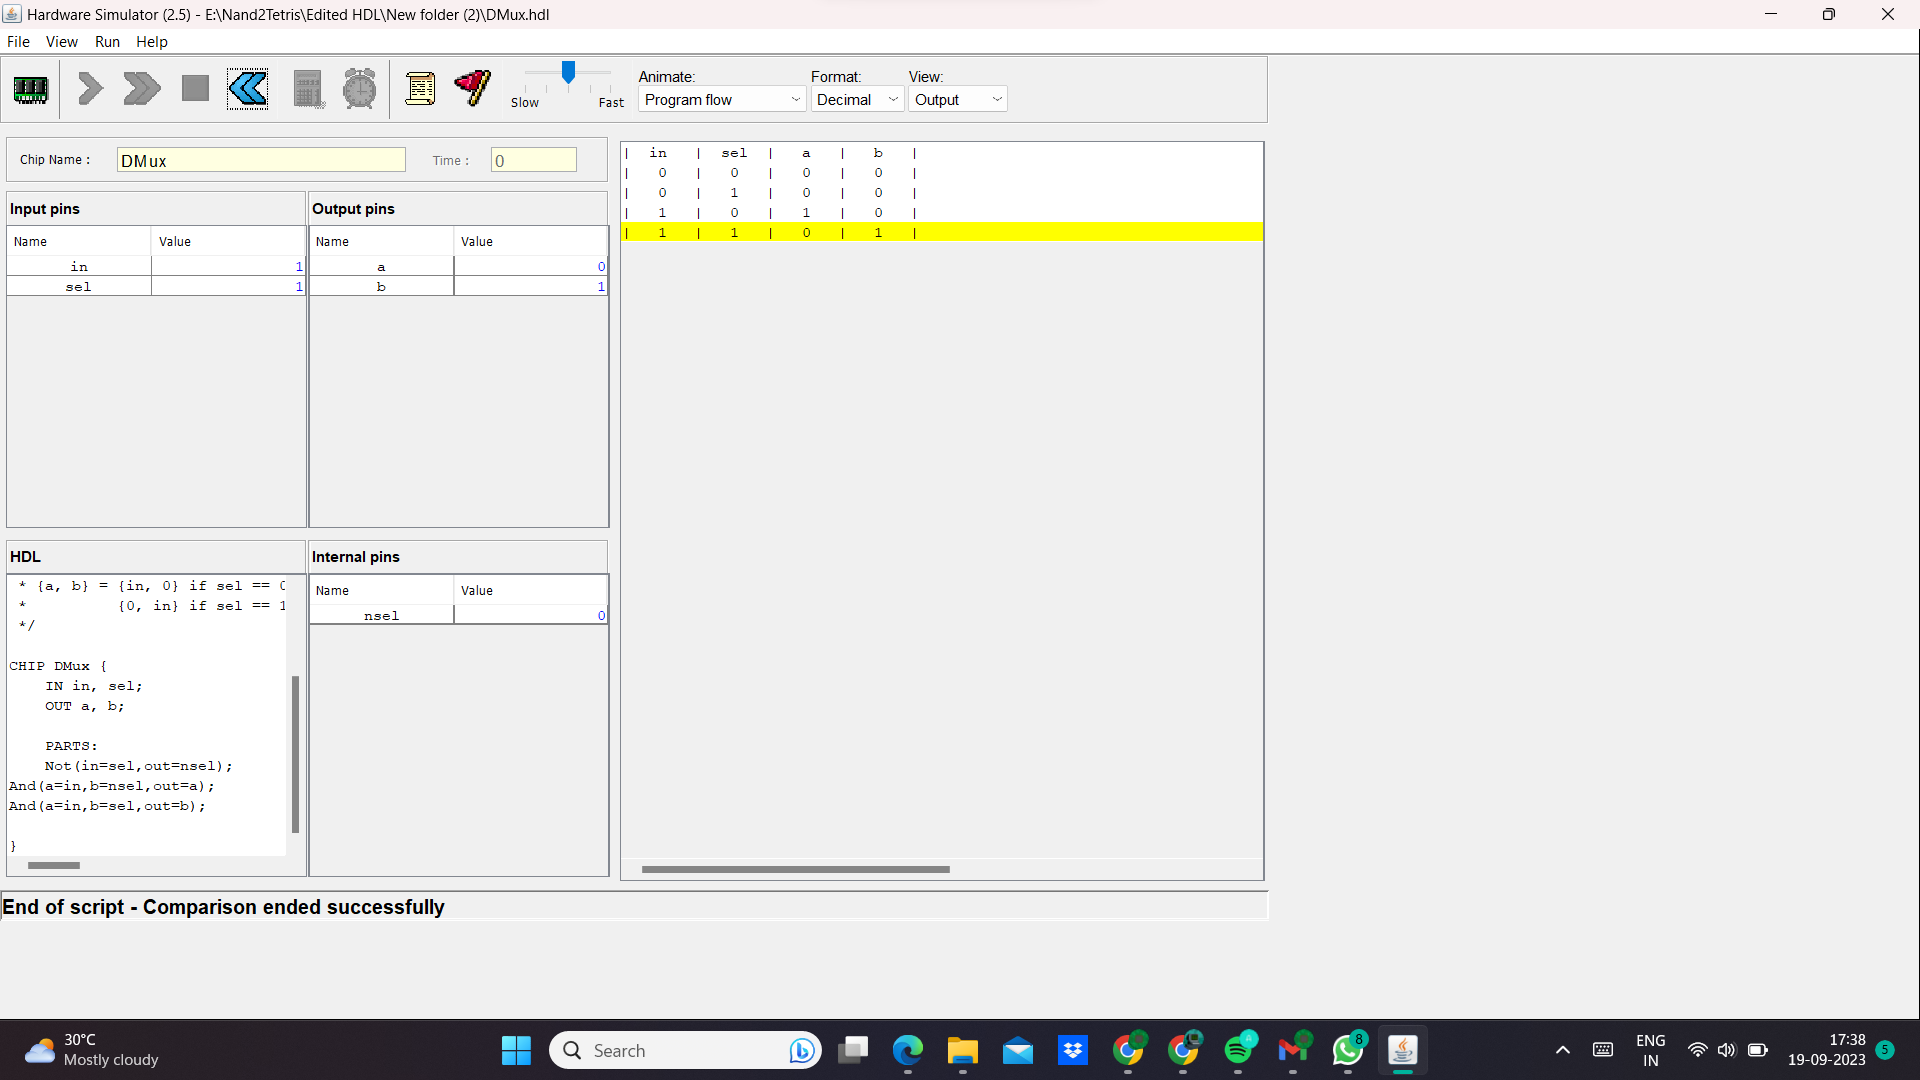 Hardware Simulator (2.5) - E:\Nand2Tetris\Edited HDL\New folder (2)\DMux.hdl
File View Run Help
Animate: Format: View:
Slow Fast Program flow Decimal Output
Chip Name : DMux Time : 0
Input pins Output pins
Name Value Name Value
in 1 a 0
sel 1 b 1
| in | sel | a | b |
| 0 | 0 | 0 | 0 |
| 0 | 1 | 0 | 0 |
| 1 | 0 | 1 | 0 |
| 1 | 1 | 0 | 1 |
HDL
* {a, b} = {in, 0} if sel == 0
* {0, in} if sel == 1
*/
CHIP DMux {
IN in, sel;
OUT a, b;
PARTS:
Not(in=sel,out=nsel);
And(a=in,b=nsel,out=a);
And(a=in,b=sel,out=b);
}
Internal pins
Name Value
nsel 0
End of script - Comparison ended successfully
30°C
Mostly cloudy
Search
A
8
ENG
IN
17:38
19-09-2023
5